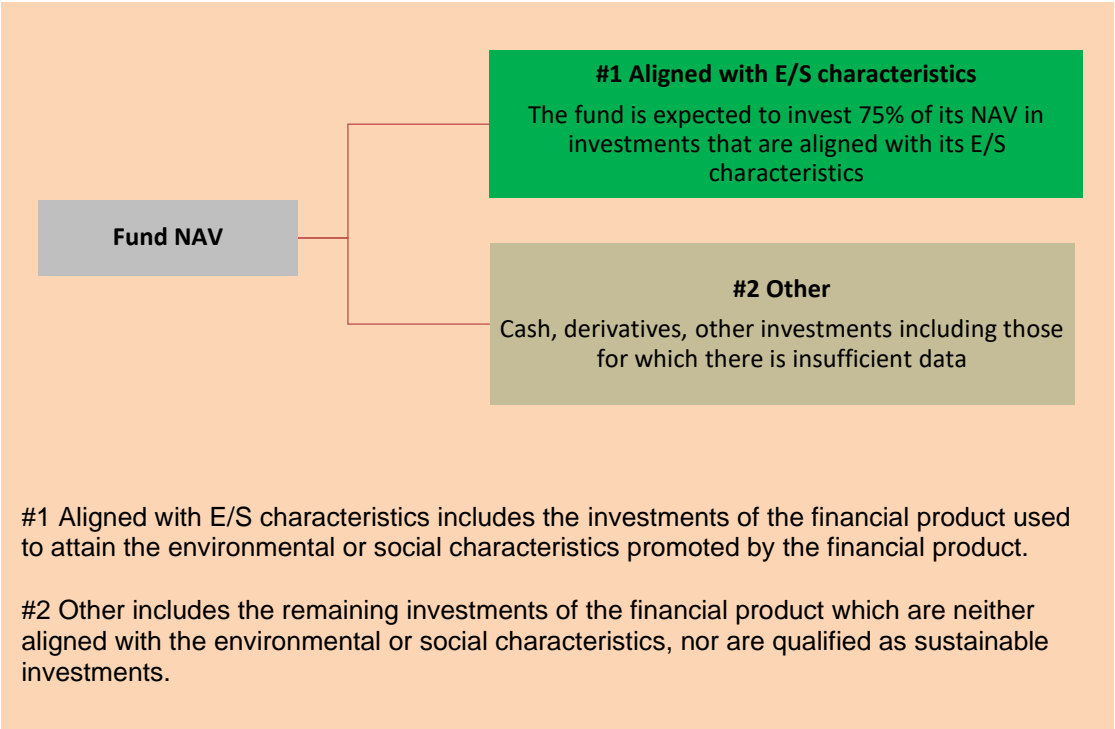 #1 Aligned with E/S characteristics
The fund is expected to invest 75% of its NAV in
investments that are aligned with its E/S
characteristics
Fund NAV
#2 Other
Cash, derivatives, other investments including those
for which there is insufficient data
#1 Aligned with E/S characteristics includes the investments of the financial product used
to attain the environmental or social characteristics promoted by the financial product.
#2 Other includes the remaining investments of the financial product which are neither
aligned with the environmental or social characteristics, nor are qualified as sustainable
investments.